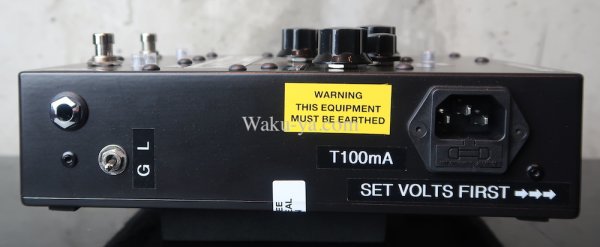 WARNING
THIS EQUIPMENT
MUST BE EARTHED
Waku-ya.com
G L
T100mA
SET VOLTS FIRST →→→